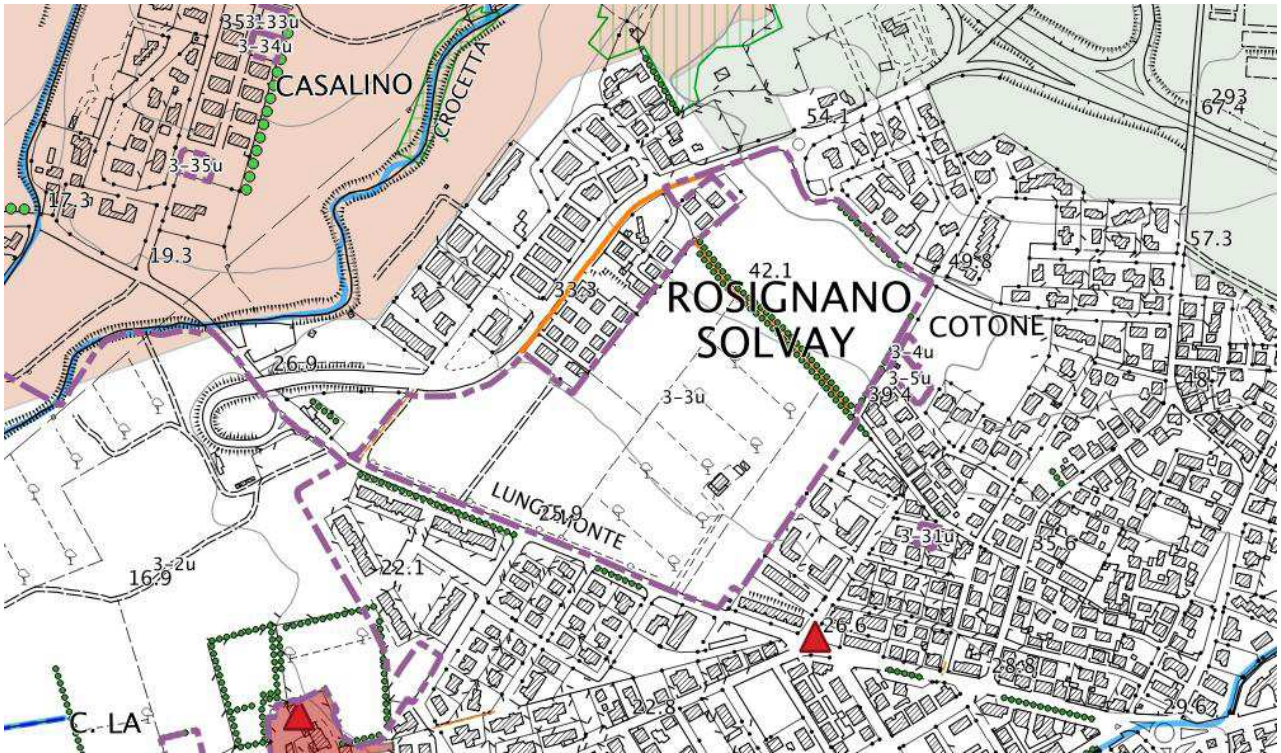 353-33u
3-34u
CASALINO
CROCETTA
293
67.4
54.1
3-35u
17.3
19.3
57.3
49.8
42.1
33.3
ROSIGNANO
SOLVAY
COTONE
3-4u
3-5u
39.4
48.7
26.9
3-3u
LUNGOMONTE
25.9
3-31u
35.6
3-2u
16.9
22.1
26.6
28.8
22.8
29.6
C. LA